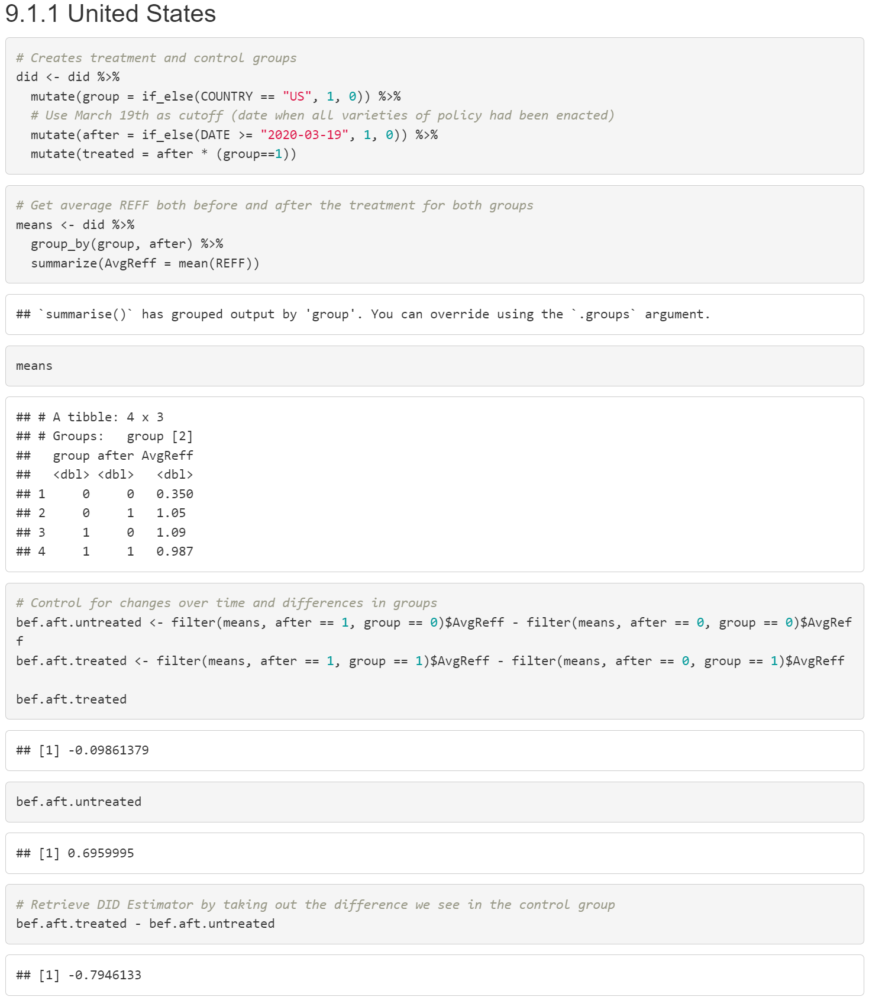 9.1.1 United States
# Creates treatment and control groups
did <- did %>%
  mutate(group = if_else(COUNTRY == "US", 1, 0)) %>%
  # Use March 19th as cutoff (date when all varieties of policy had been enacted)
  mutate(after = if_else(DATE >= "2020-03-19", 1, 0)) %>%
  mutate(treated = after * (group==1))
# Get average REFF both before and after the treatment for both groups
means <- did %>%
  group_by(group, after) %>%
  summarize(AvgReff = mean(REFF))
## `summarise()` has grouped output by 'group'. You can override using the `.groups` argument.
means
## # A tibble: 4 x 3
## # Groups:   group [2]
##   group after AvgReff
##   <dbl> <dbl>   <dbl>
## 1     0     0   0.350
## 2     0     1   1.05
## 3     1     0   1.09
## 4     1     1   0.987
# Control for changes over time and differences in groups
bef.aft.untreated <- filter(means, after == 1, group == 0)$AvgReff - filter(means, after == 0, group == 0)$AvgRef
f
bef.aft.treated <- filter(means, after == 1, group == 1)$AvgReff - filter(means, after == 0, group == 1)$AvgReff
bef.aft.treated
## [1] -0.09861379
bef.aft.untreated
## [1] 0.6959995
# Retrieve DID Estimator by taking out the difference we see in the control group
bef.aft.treated - bef.aft.untreated
## [1] -0.7946133